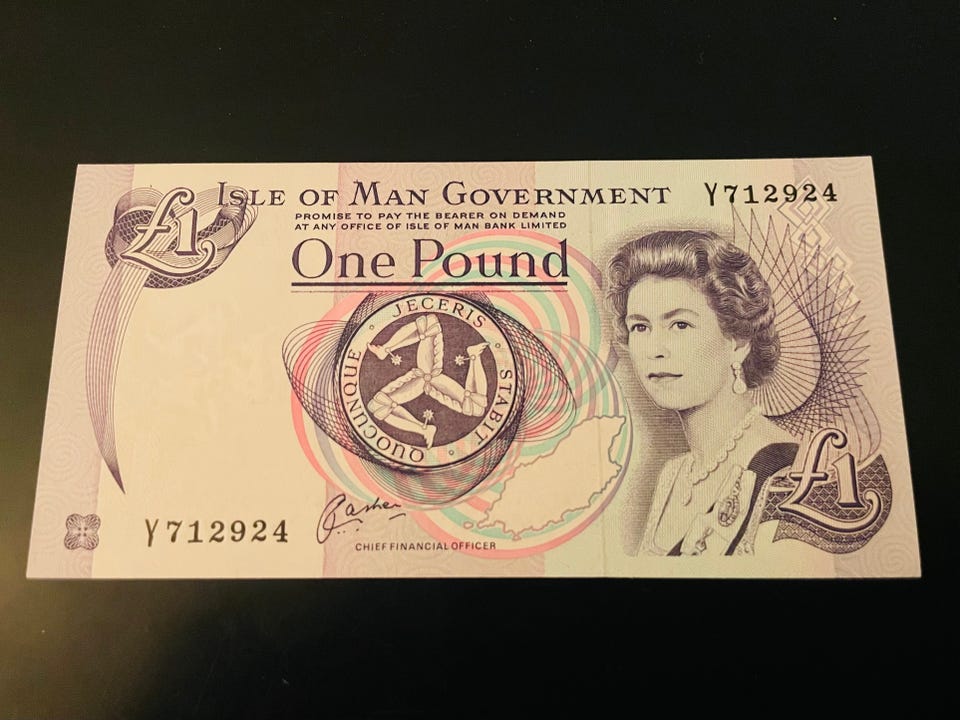 £1
ISLE OF MAN GOVERNMENT
Y712924
PROMISE TO PAY THE BEARER ON DEMAND
AT ANY OFFICE OF ISLE OF MAN BANK LIMITED
One Pound
QUOCUNQUE · JECERIS · STABIT ·
£1
Y712924
CHIEF FINANCIAL OFFICER